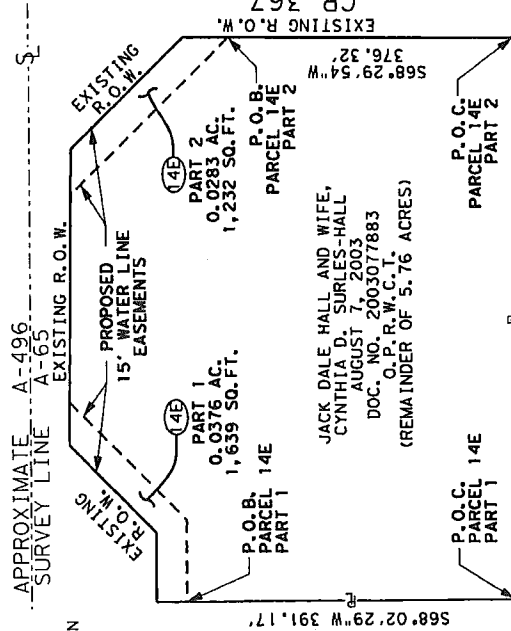 APPROXIMATE A-496
SURVEY LINE A-65
SL
EXISTING R.O.W.
EXISTING
R.O.W.
EXISTING
R.O.W.
EXISTING R.O.W.
CR 367
PROPOSED
15' WATER LINE
EASEMENTS
14E
PART 1
0.0376 AC.
1,639 SQ.FT.
14E
PART 2
0.0283 AC.
1,232 SQ.FT.
P.O.B.
PARCEL 14E
PART 1
P.O.B.
PARCEL 14E
PART 2
S68°29'54"W
376.32'
JACK DALE HALL AND WIFE,
CYNTHIA D. SURLES-HALL
AUGUST 7, 2003
DOC. NO. 2003077883
O.P.R.W.C.T.
(REMAINDER OF 5.76 ACRES)
P.O.C.
PARCEL 14E
PART 1
P.O.C.
PARCEL 14E
PART 2
PL
S68°02'29"W 391.17'
N